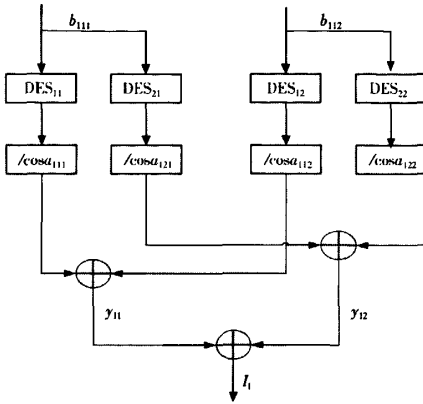 b₁₁₁ b₁₁₂
DES₁₁ DES₂₁ DES₁₂ DES₂₂
/cosa₁₁₁ /cosa₁₂₁ /cosa₁₁₂ /cosa₁₂₂
y₁₁ y₁₂
I₁